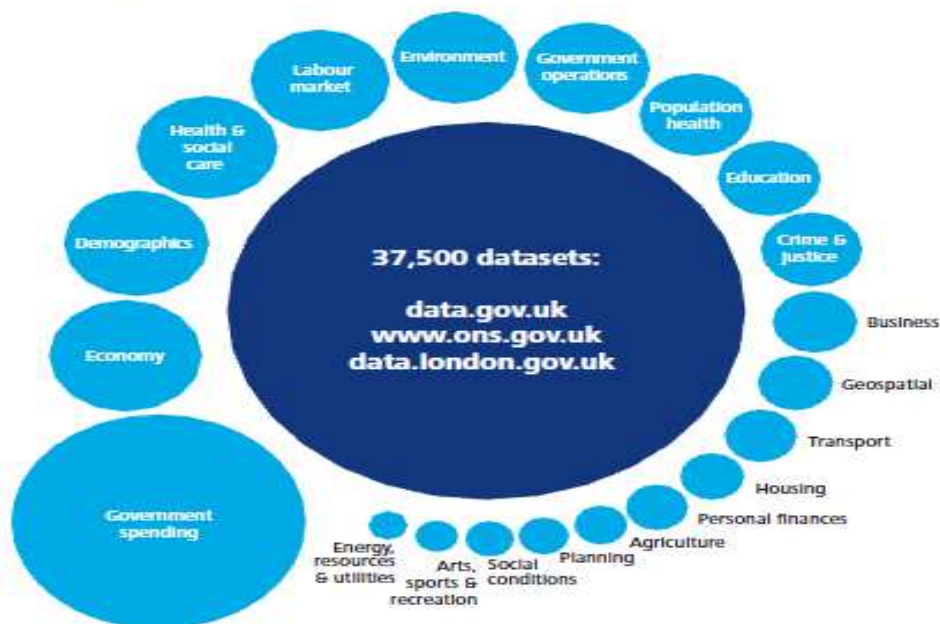 Environment
Government
operations
Labour
market
Population
health
Health &
social
care
Education
Demographics
Crime &
justice
37,500 datasets:
data.gov.uk
www.ons.gov.uk
data.london.gov.uk
Business
Economy
Geospatial
Transport
Housing
Personal finances
Government
spending
Agriculture
Planning
Social
conditions
Arts,
sports &
recreation
Energy,
resources
& utilities